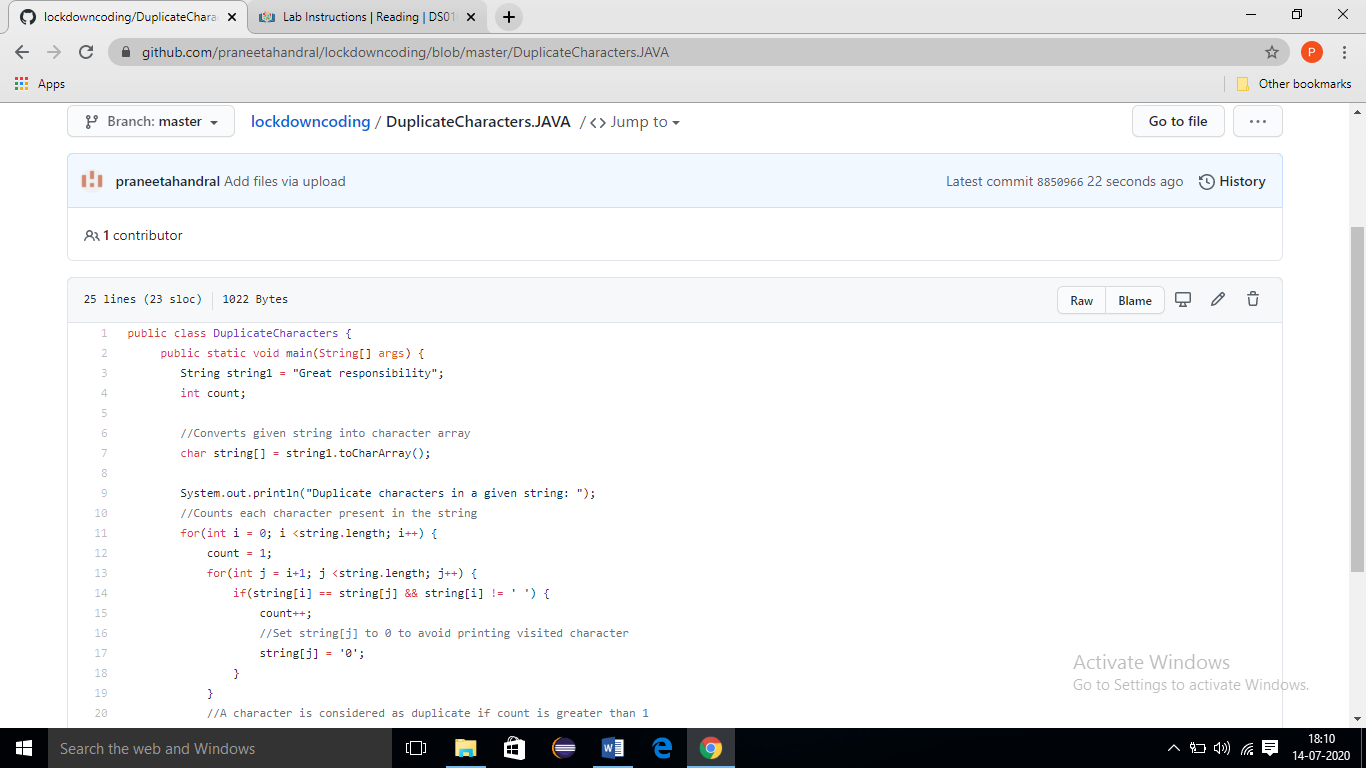 lockdowncoding/DuplicateChara
Lab Instructions | Reading | DS01
github.com/praneetahandral/lockdowncoding/blob/master/DuplicateCharacters.JAVA
P
Apps
Other bookmarks
Branch: master
lockdowncoding / DuplicateCharacters.JAVA / <> Jump to
Go to file
...
praneetahandral Add files via upload
Latest commit 8850966 22 seconds ago
History
1 contributor
25 lines (23 sloc)
1022 Bytes
Raw
Blame
1 public class DuplicateCharacters {
2 public static void main(String[] args) {
3 String string1 = "Great responsibility";
4 int count;
5
6 //Converts given string into character array
7 char string[] = string1.toCharArray();
8
9 System.out.println("Duplicate characters in a given string: ");
10 //Counts each character present in the string
11 for(int i = 0; i <string.length; i++) {
12 count = 1;
13 for(int j = i+1; j <string.length; j++) {
14 if(string[i] == string[j] && string[i] != ' ') {
15 count++;
16 //Set string[j] to 0 to avoid printing visited character
17 string[j] = '0';
18 }
19 }
20 //A character is considered as duplicate if count is greater than 1
Activate Windows
Go to Settings to activate Windows.
Search the web and Windows
18:10
14-07-2020